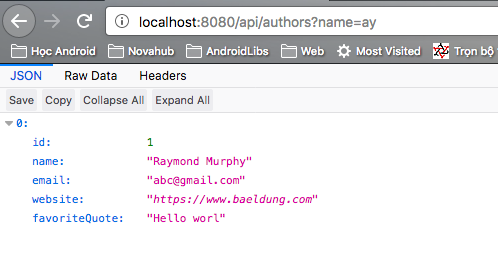 localhost:8080/api/authors?name=ay
Học Android Novahub AndroidLibs Web Most Visited Trọn bộ
JSON Raw Data Headers
Save Copy Collapse All Expand All
0:
id: 1
name: "Raymond Murphy"
email: "abc@gmail.com"
website: "https://www.baeldung.com"
favoriteQuote: "Hello worl"